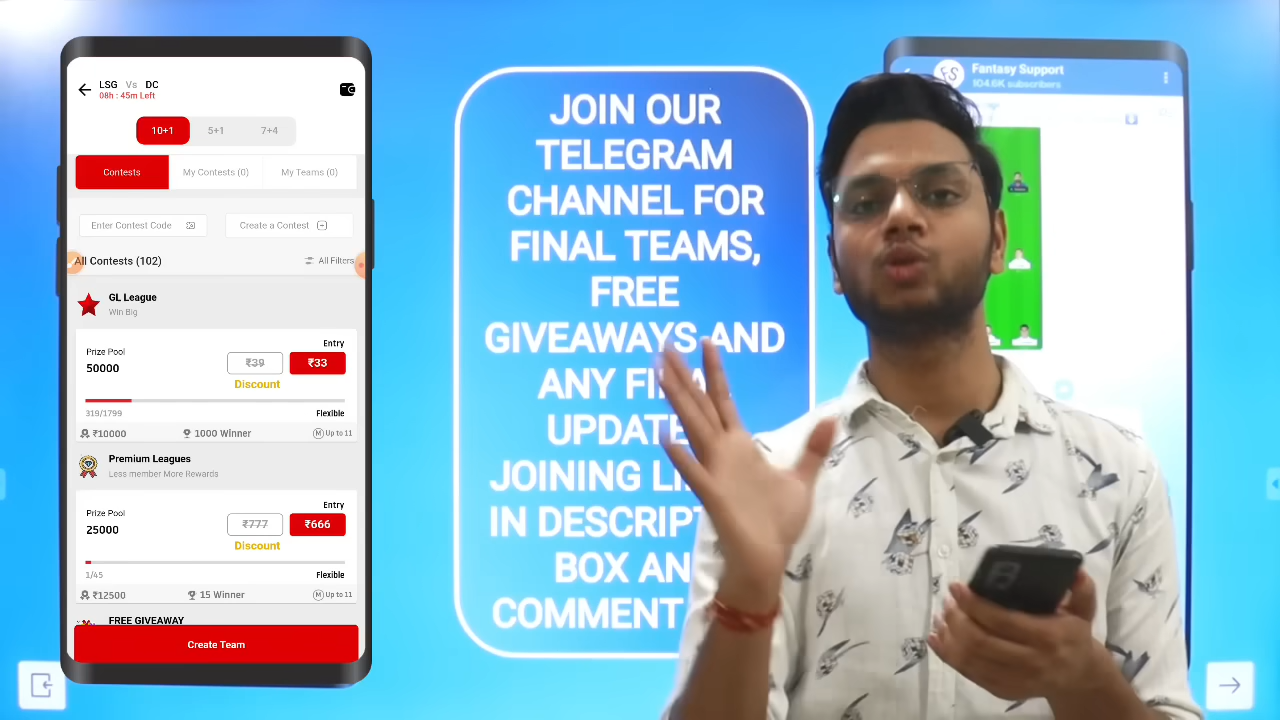 LSG Vs DC
08h : 45m Left
10+1 5+1 7+4
Contests My Contests (0) My Teams (0)
Enter Contest Code Create a Contest
All Contests (102) All Filters
GL League
Win Big
Entry
Prize Pool
50000 ₹39 ₹33
Discount
319/1799 Flexible
₹10000 1000 Winner M Up to 11
Premium Leagues
Less member More Rewards
Entry
Prize Pool
25000 ₹777 ₹666
Discount
1/45 Flexible
₹12500 15 Winner M Up to 11
FREE GIVEAWAY
Create Team
JOIN OUR
TELEGRAM
CHANNEL FOR
FINAL TEAMS,
FREE
GIVEAWAYS AND
ANY
UPDATE
JOINING
IN
BOX
COMMENT
FS
Fantasy Support
104.6K subscribers